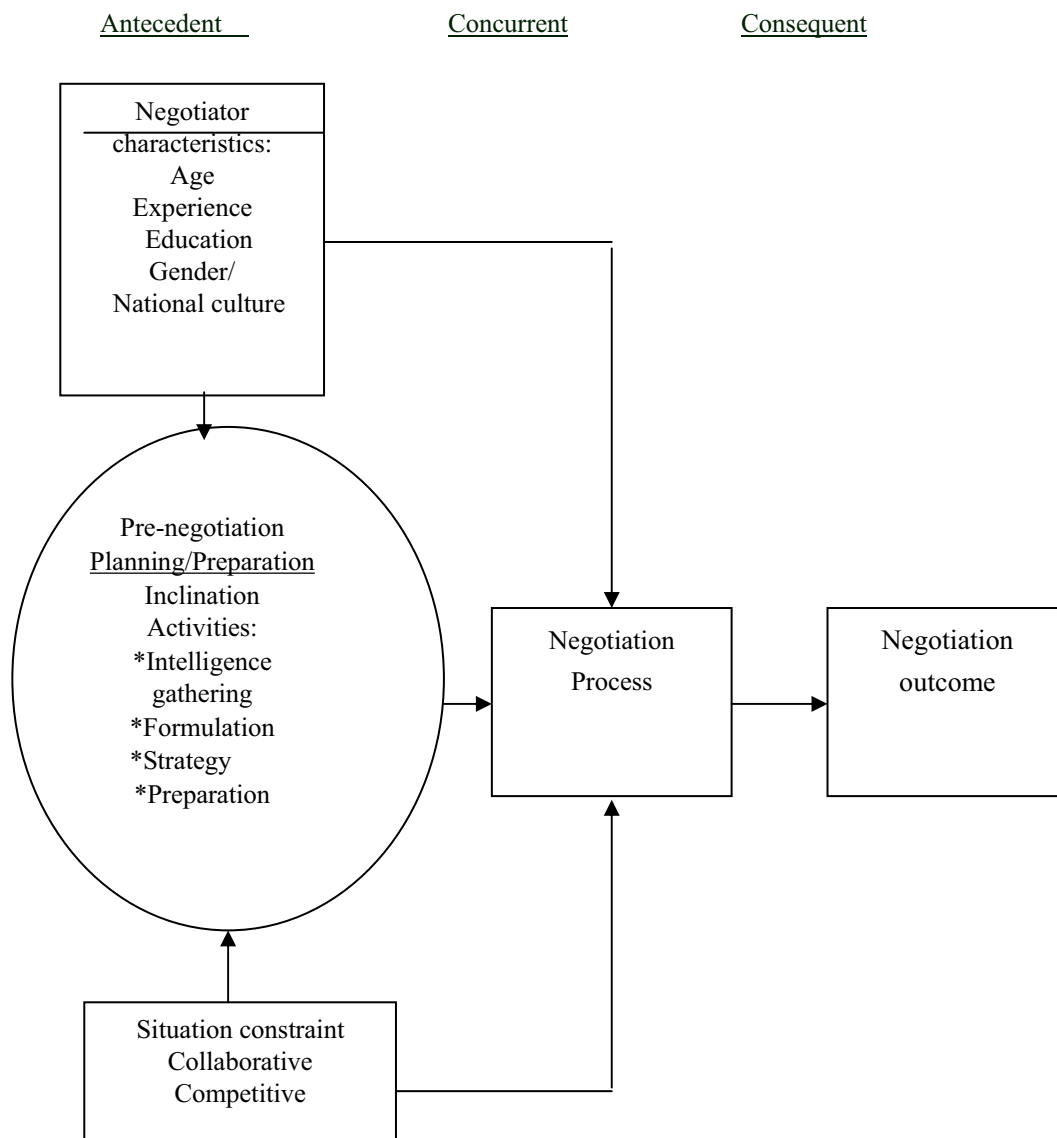 Antecedent Concurrent Consequent
Negotiator
characteristics:
Age
Experience
Education
Gender/
National culture
Pre-negotiation
Planning/Preparation
Inclination
Activities:
*Intelligence
gathering
*Formulation
*Strategy
*Preparation
Negotiation
Process
Negotiation
outcome
Situation constraint
Collaborative
Competitive